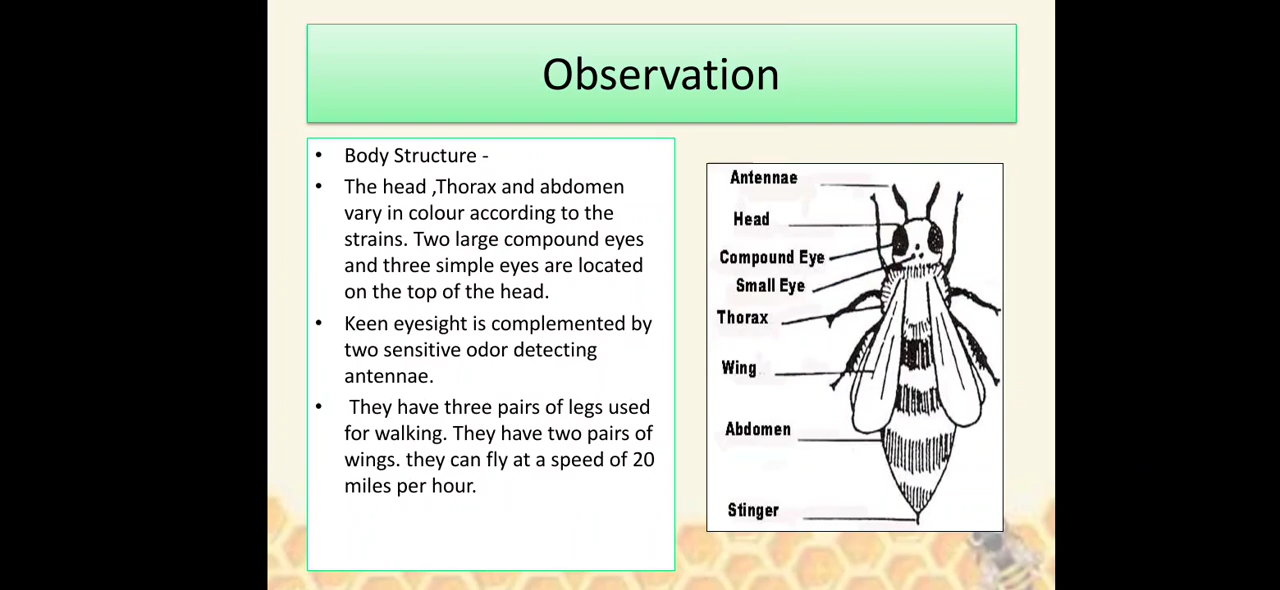 Observation
• Body Structure -
• The head ,Thorax and abdomen
vary in colour according to the
strains. Two large compound eyes
and three simple eyes are located
on the top of the head.
• Keen eyesight is complemented by
two sensitive odor detecting
antennae.
• They have three pairs of legs used
for walking. They have two pairs of
wings. they can fly at a speed of 20
miles per hour.
Antennae
Head
Compound Eye
Small Eye
Thorax
Wing
Abdomen
Stinger